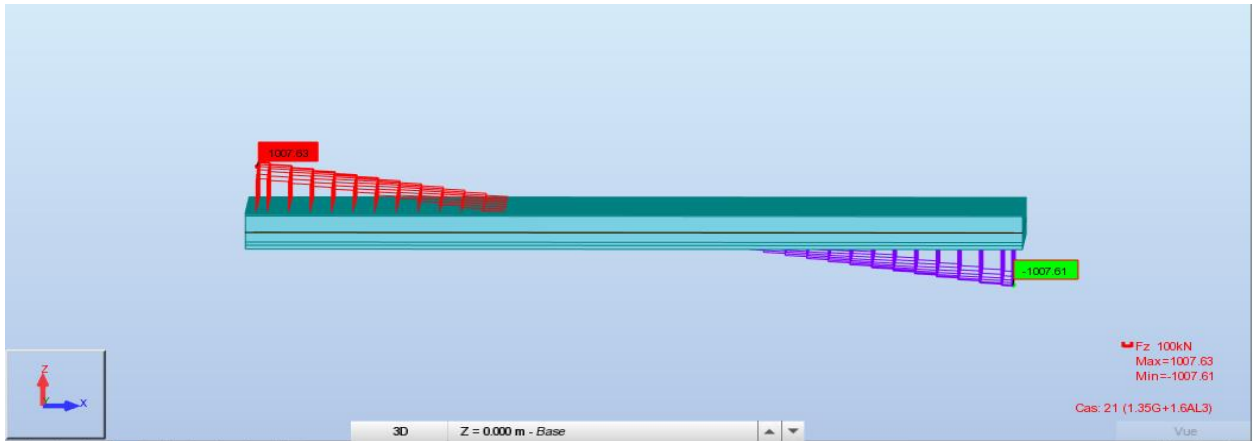 1007.63
-1007.61
Fz 100kN
Max=1007.63
Min=-1007.61
Cas: 21 (1.35G+1.6AL3)
Z
Y
X
3D Z = 0.000 m - Base
Vue